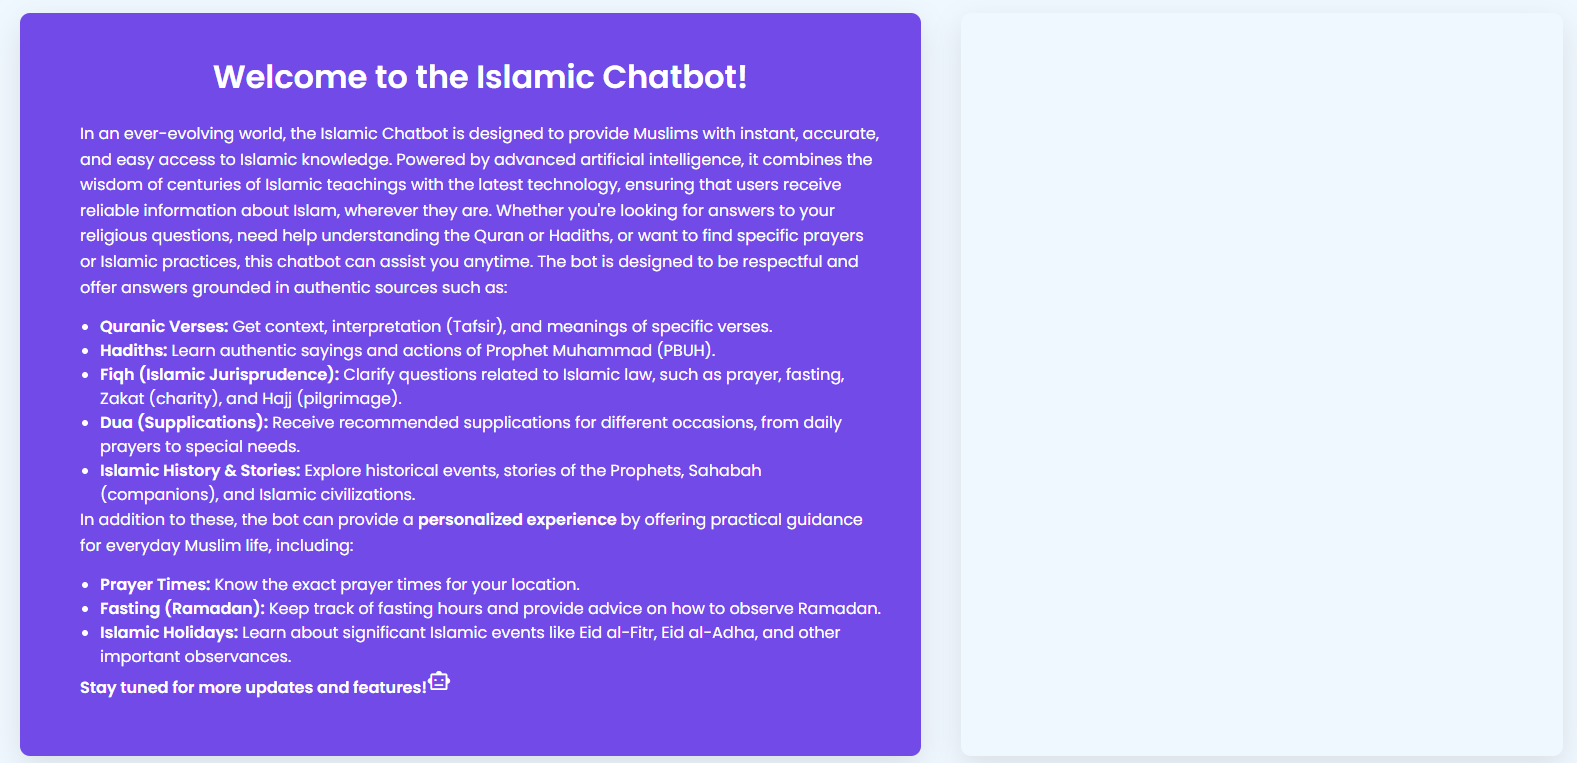 Welcome to the Islamic Chatbot!
In an ever-evolving world, the Islamic Chatbot is designed to provide Muslims with instant, accurate,
and easy access to Islamic knowledge. Powered by advanced artificial intelligence, it combines the
wisdom of centuries of Islamic teachings with the latest technology, ensuring that users receive
reliable information about Islam, wherever they are. Whether you're looking for answers to your
religious questions, need help understanding the Quran or Hadiths, or want to find specific prayers
or Islamic practices, this chatbot can assist you anytime. The bot is designed to be respectful and
offer answers grounded in authentic sources such as:
• Quranic Verses: Get context, interpretation (Tafsir), and meanings of specific verses.
• Hadiths: Learn authentic sayings and actions of Prophet Muhammad (PBUH).
• Fiqh (Islamic Jurisprudence): Clarify questions related to Islamic law, such as prayer, fasting,
Zakat (charity), and Hajj (pilgrimage).
• Dua (Supplications): Receive recommended supplications for different occasions, from daily
prayers to special needs.
• Islamic History & Stories: Explore historical events, stories of the Prophets, Sahabah
(companions), and Islamic civilizations.
In addition to these, the bot can provide a personalized experience by offering practical guidance
for everyday Muslim life, including:
• Prayer Times: Know the exact prayer times for your location.
• Fasting (Ramadan): Keep track of fasting hours and provide advice on how to observe Ramadan.
• Islamic Holidays: Learn about significant Islamic events like Eid al-Fitr, Eid al-Adha, and other
important observances.
Stay tuned for more updates and features!